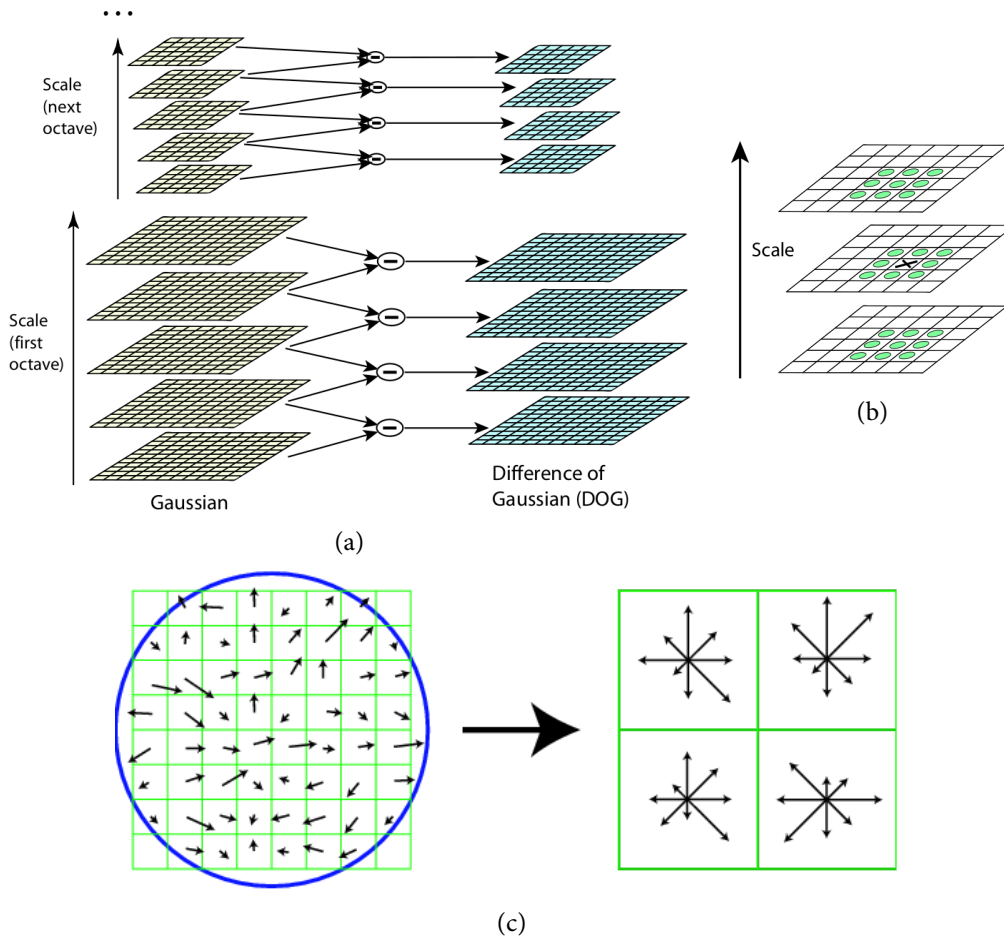 ...
Scale
(next
octave)
Scale
(first
octave)
Gaussian
Difference of
Gaussian (DOG)
(a)
Scale
(b)
(c)